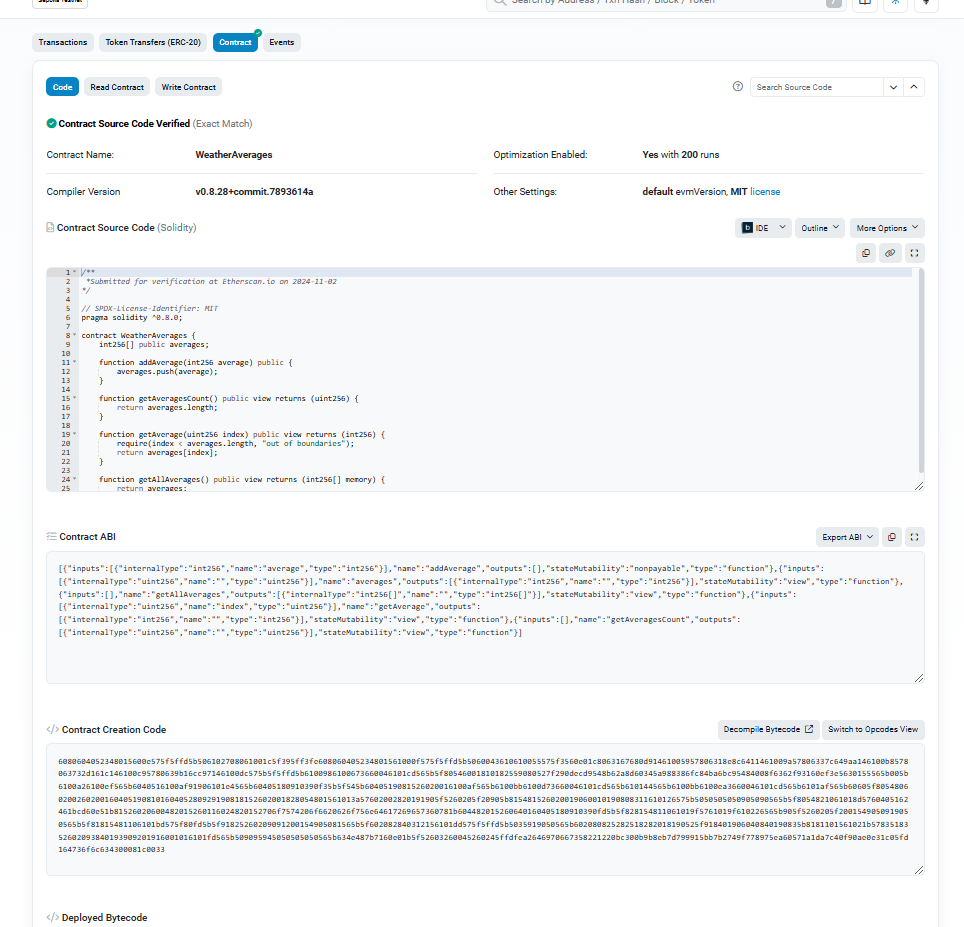 Sepolia Testnet
Search by Address / Txn Hash / Block / Token
/
Transactions
Token Transfers (ERC-20)
Contract
Events
Code
Read Contract
Write Contract
Search Source Code
Contract Source Code Verified (Exact Match)
Contract Name:
WeatherAverages
Optimization Enabled:
Yes with 200 runs
Compiler Version
v0.8.28+commit.7893614a
Other Settings:
default evmVersion, MIT license
Contract Source Code (Solidity)
IDE
Outline
More Options
1 /**
2 *Submitted for verification at Etherscan.io on 2024-11-02
3 */
4
5 // SPDX-License-Identifier: MIT
6 pragma solidity ^0.8.0;
7
8 contract WeatherAverages {
9 int256[] public averages;
10
11 function addAverage(int256 average) public {
12 averages.push(average);
13 }
14
15 function getAveragesCount() public view returns (uint256) {
16 return averages.length;
17 }
18
19 function getAverage(uint256 index) public view returns (int256) {
20 require(index < averages.length, "out of boundaries");
21 return averages[index];
22 }
23
24 function getAllAverages() public view returns (int256[] memory) {
25 return averages;
Contract ABI
Export ABI
[{"inputs":[{"internalType":"int256","name":"average","type":"int256"}],"name":"addAverage","outputs":[],"stateMutability":"nonpayable","type":"function"},{"inputs":
[{"internalType":"uint256","name":"","type":"uint256"}],"name":"averages","outputs":[{"internalType":"int256","name":"","type":"int256"}],"stateMutability":"view","type":"function"},
{"inputs":[],"name":"getAllAverages","outputs":[{"internalType":"int256[]","name":"","type":"int256[]"}],"stateMutability":"view","type":"function"},{"inputs":
[{"internalType":"uint256","name":"index","type":"uint256"}],"name":"getAverage","outputs":
[{"internalType":"int256","name":"","type":"int256"}],"stateMutability":"view","type":"function"},{"inputs":[],"name":"getAveragesCount","outputs":
[{"internalType":"uint256","name":"","type":"uint256"}],"stateMutability":"view","type":"function"}]
Contract Creation Code
Decompile Bytecode
Switch to Opcodes View
Deployed Bytecode